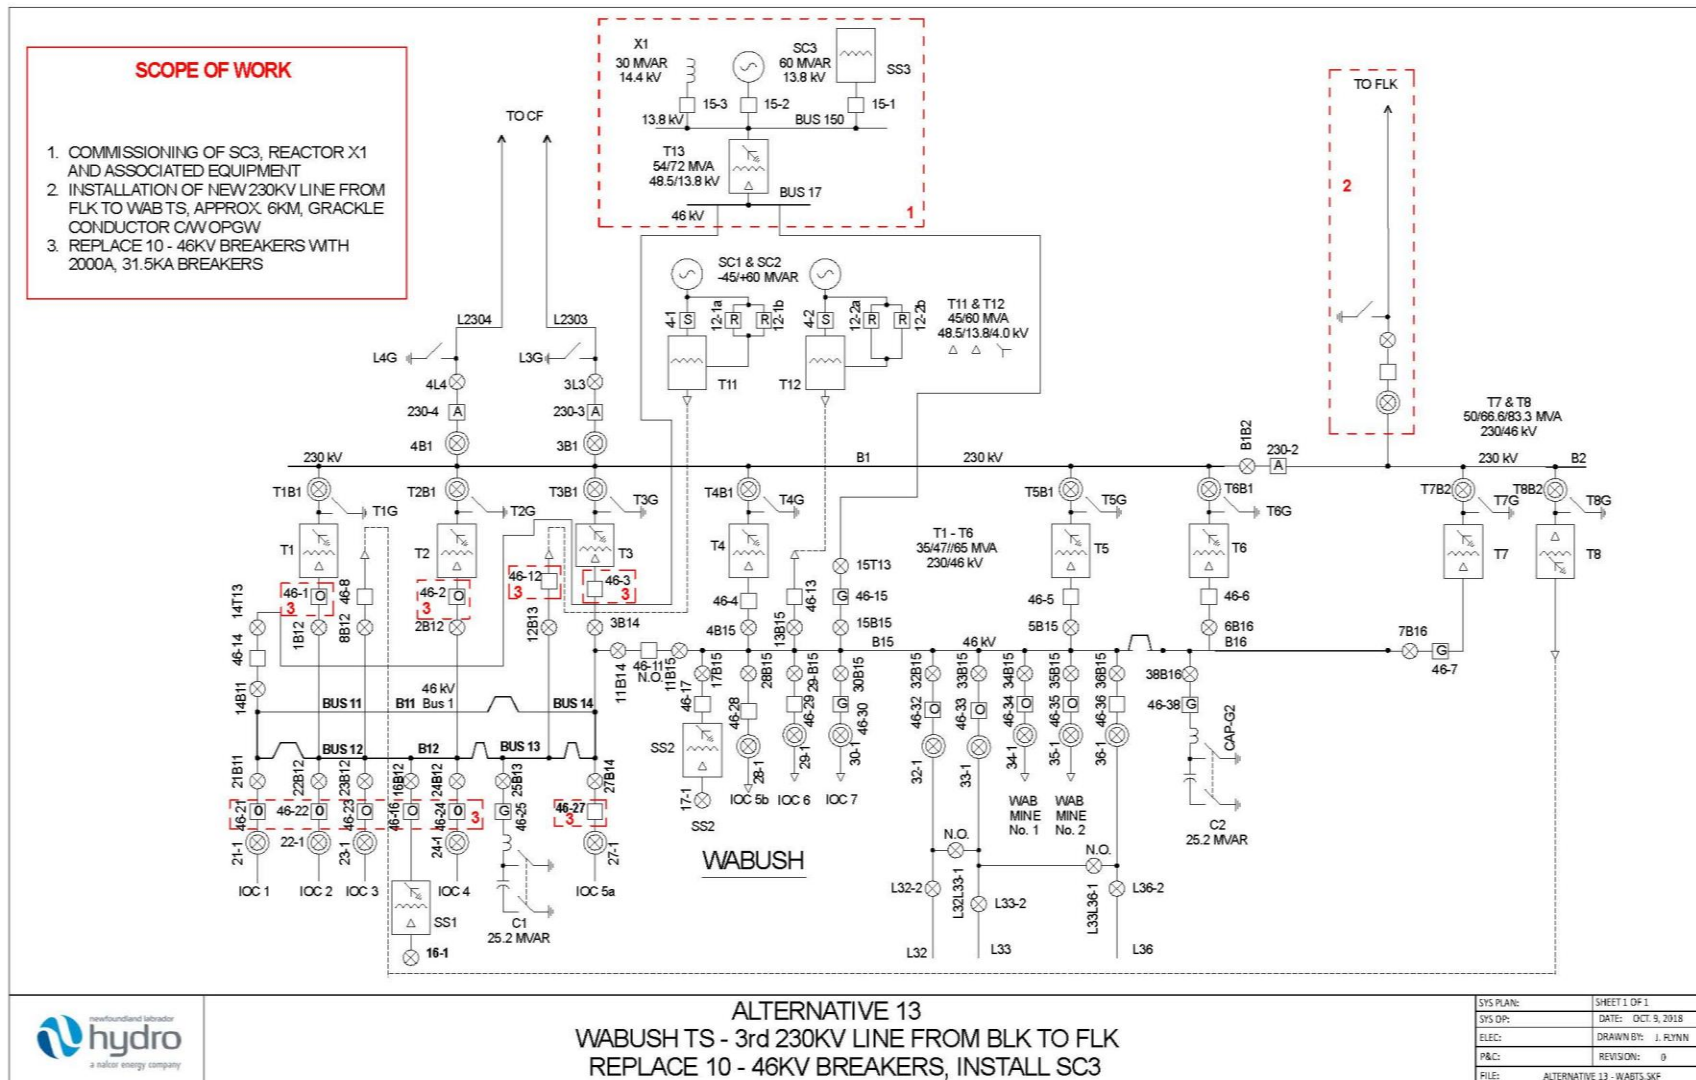 SCOPE OF WORK
1. COMMISSIONING OF SC3, REACTOR X1
AND ASSOCIATED EQUIPMENT
2. INSTALLATION OF NEW 230KV LINE FROM
FLK TO WAB TS, APPROX. 6KM, GRACKLE
CONDUCTOR C/W OPGW
3. REPLACE 10 - 46KV BREAKERS WITH
2000A, 31.5KA BREAKERS
X1
30 MVAR
14.4 kV
SC3
60 MVAR
13.8 kV
SS3
15-3
15-2
15-1
13.8 kV
BUS 150
T13
54/72 MVA
48.5/13.8 kV
BUS 17
46 kV
1
TO CF
TO FLK
2
SC1 & SC2
-45/+60 MVAR
4-1
S
12-1a
R
R
12-1b
4-2
S
12-2a
R
R
12-2b
T11 & T12
45/60 MVA
48.5/13.8/4.0 kV
T11
T12
L2304
L2303
L4G
L3G
4L4
3L3
230-4
A
230-3
A
4B1
3B1
T7 & T8
50/66.6/83.3 MVA
230/46 kV
230 kV
B1
230 kV
B1B2
230-2
A
230 kV
B2
T1B1
T1G
T2B1
T2G
T3B1
T3G
T4B1
T4G
T5B1
T5G
T6B1
T6G
T7B2
T7G
T8B2
T8G
T1
T2
T3
T4
T1 - T6
35/47//65 MVA
230/46 kV
T5
T6
T7
T8
14T13
46-1
O
3
46-8
46-2
O
3
46-12
3
46-3
3
46-4
46-13
15T13
46-15
G
46-5
46-6
46-14
1B12
8B12
2B12
12B13
3B14
4B15
13B15
15B15
5B15
6B16
7B16
G
46-7
14B11
11B14
46-11
N.O.
11B15
B15
46 kV
B16
46 kV
BUS 11
B11
Bus 1
BUS 14
BUS 12
B12
BUS 13
17B15
28B15
29-B15
30B15
32B15
33B15
34B15
35B15
36B15
38B16
46-17
46-28
46-29
G
46-30
46-32
O
46-33
O
46-34
O
46-35
O
46-36
46-38
G
CAP-G2
SS2
17-1
SS2
28-1
29-1
30-1
32-1
33-1
34-1
35-1
36-1
IOC 5b
IOC 6
IOC 7
WAB
MINE
No. 1
WAB
MINE
No. 2
C2
25.2 MVAR
21B11
22B12
23B12
16B12
24B12
25B13
27B14
46-21
O
46-22
O
46-23
O
46-16
O
46-24
O
3
G
46-25
46-27
3
21-1
22-1
23-1
24-1
27-1
IOC 1
IOC 2
IOC 3
IOC 4
IOC 5a
SS1
16-1
C1
25.2 MVAR
WABUSH
N.O.
N.O.
L32-2
L32L33-1
L33-2
L33L36-1
L36-2
L32
L33
L36
newfoundland labrador
hydro
a nalcor energy company
ALTERNATIVE 13
WABUSH TS - 3rd 230KV LINE FROM BLK TO FLK
REPLACE 10 - 46KV BREAKERS, INSTALL SC3
SYS PLAN:
SHEET 1 OF 1
SYS OP:
DATE: OCT. 9, 2018
ELEC:
DRAWN BY: J. FLYNN
P&C:
REVISION: 0
FILE: ALTERNATIVE 13 - WABTS.SKF